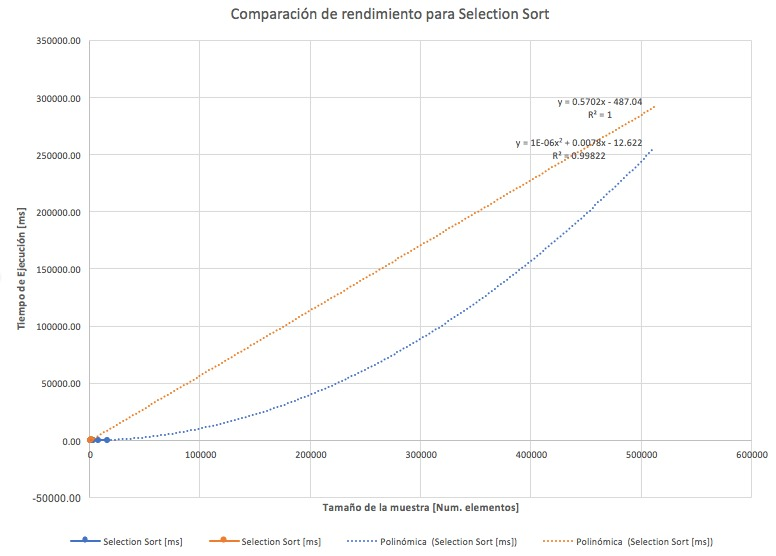 Comparación de rendimiento para Selection Sort
350000.00
300000.00
250000.00
200000.00
150000.00
100000.00
50000.00
0.00
-50000.00
Tiempo de Ejecución [ms]
y = 0.5702x - 487.04
R² = 1
y = 1E-06x² + 0.0078x - 12.622
R² = 0.99822
0 100000 200000 300000 400000 500000 600000
Tamaño de la muestra [Num. elementos]
Selection Sort [ms] Selection Sort [ms] Polinómica (Selection Sort [ms]) Polinómica (Selection Sort [ms])